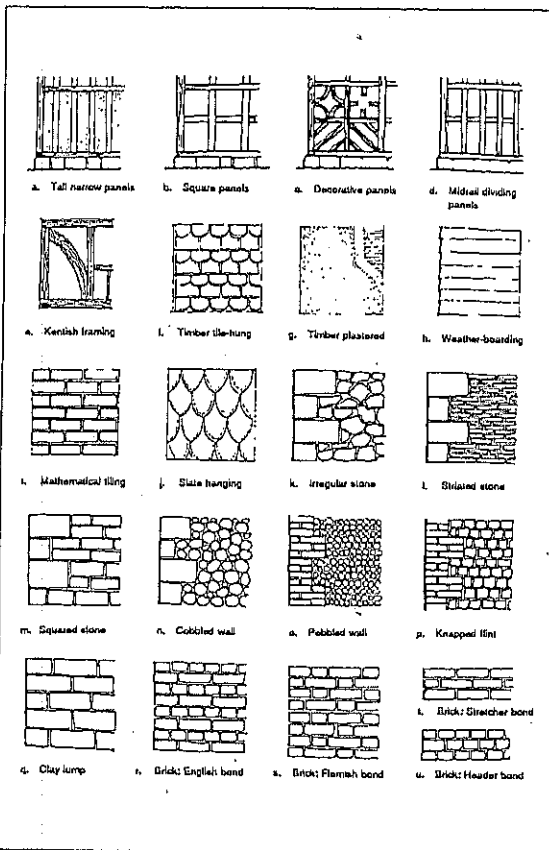 a. Tall narrow panels
b. Square panels
c. Decorative panels
d. Midrail dividing
panels
e. Kentish framing
f. Timber tile-hung
g. Timber plastered
h. Weather-boarding
i. Mathematical tiling
j. Slate hanging
k. Irregular stone
l. Striated stone
m. Squared stone
n. Cobbled wall
o. Pebbled wall
p. Knapped flint
q. Clay lump
r. Brick: English bond
s. Brick: Flemish bond
t. Brick: Stretcher bond
u. Brick: Header bond